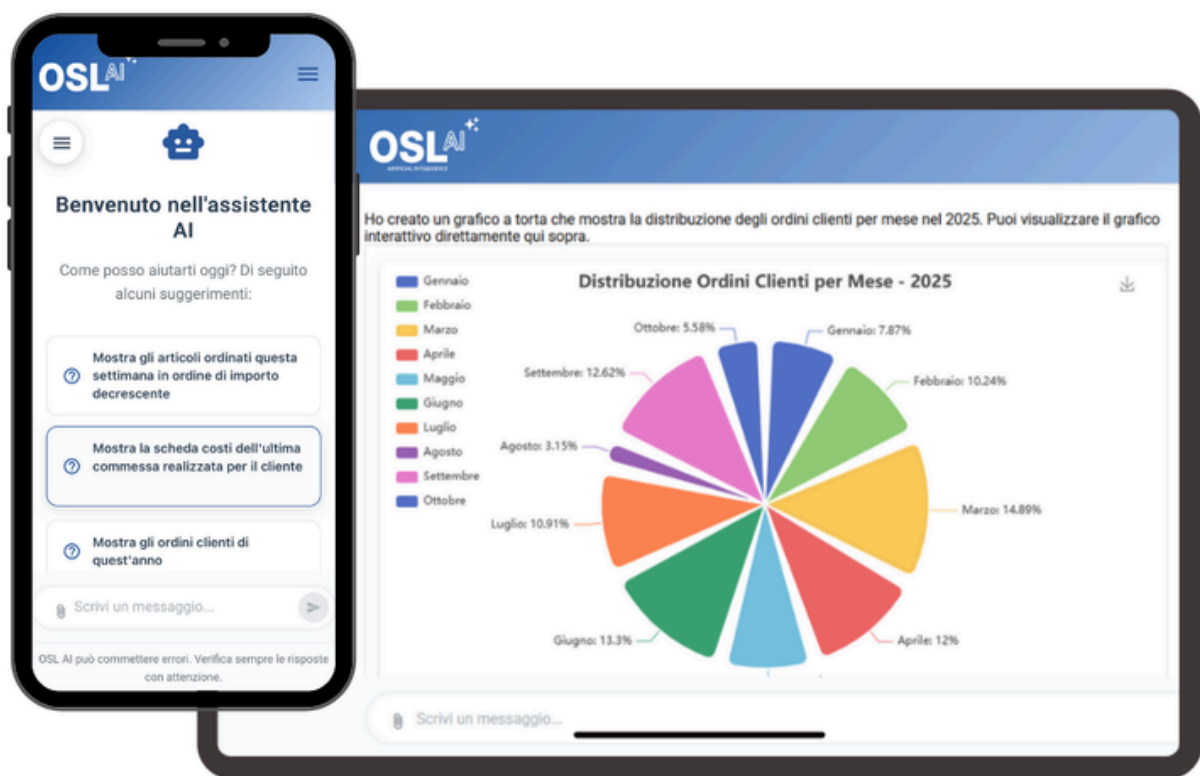 OSL AI
Benvenuto nell'assistente
AI
Come posso aiutarti oggi? Di seguito
alcuni suggerimenti:
Mostra gli articoli ordinati questa
settimana in ordine di importo
decrescente
Mostra la scheda costi dell'ultima
commessa realizzata per il cliente
Mostra gli ordini clienti di
quest'anno
Scrivi un messaggio...
OSL AI può commettere errori. Verifica sempre le risposte
con attenzione.
OSL AI
ARTIFICIAL INTELLIGENCE
Ho creato un grafico a torta che mostra la distribuzione degli ordini clienti per mese nel 2025. Puoi visualizzare il grafico
interattivo direttamente qui sopra.
Distribuzione Ordini Clienti per Mese - 2025
Gennaio
Febbraio
Marzo
Aprile
Maggio
Giugno
Luglio
Agosto
Settembre
Ottobre
Ottobre: 5.58%
Gennaio: 7.87%
Settembre: 12.62%
Febbraio: 10.24%
Agosto: 3.15%
Marzo: 14.89%
Luglio: 10.91%
Giugno: 13.3%
Aprile: 12%
Scrivi un messaggio...